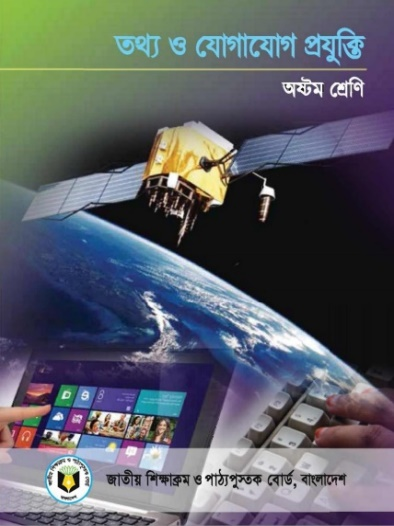 তথ্য ও যোগাযোগ প্রযুক্তি
অষ্টম শ্রেণি
জাতীয় শিক্ষাক্রম ও পাঠ্যপুস্তক বোর্ড, বাংলাদেশ